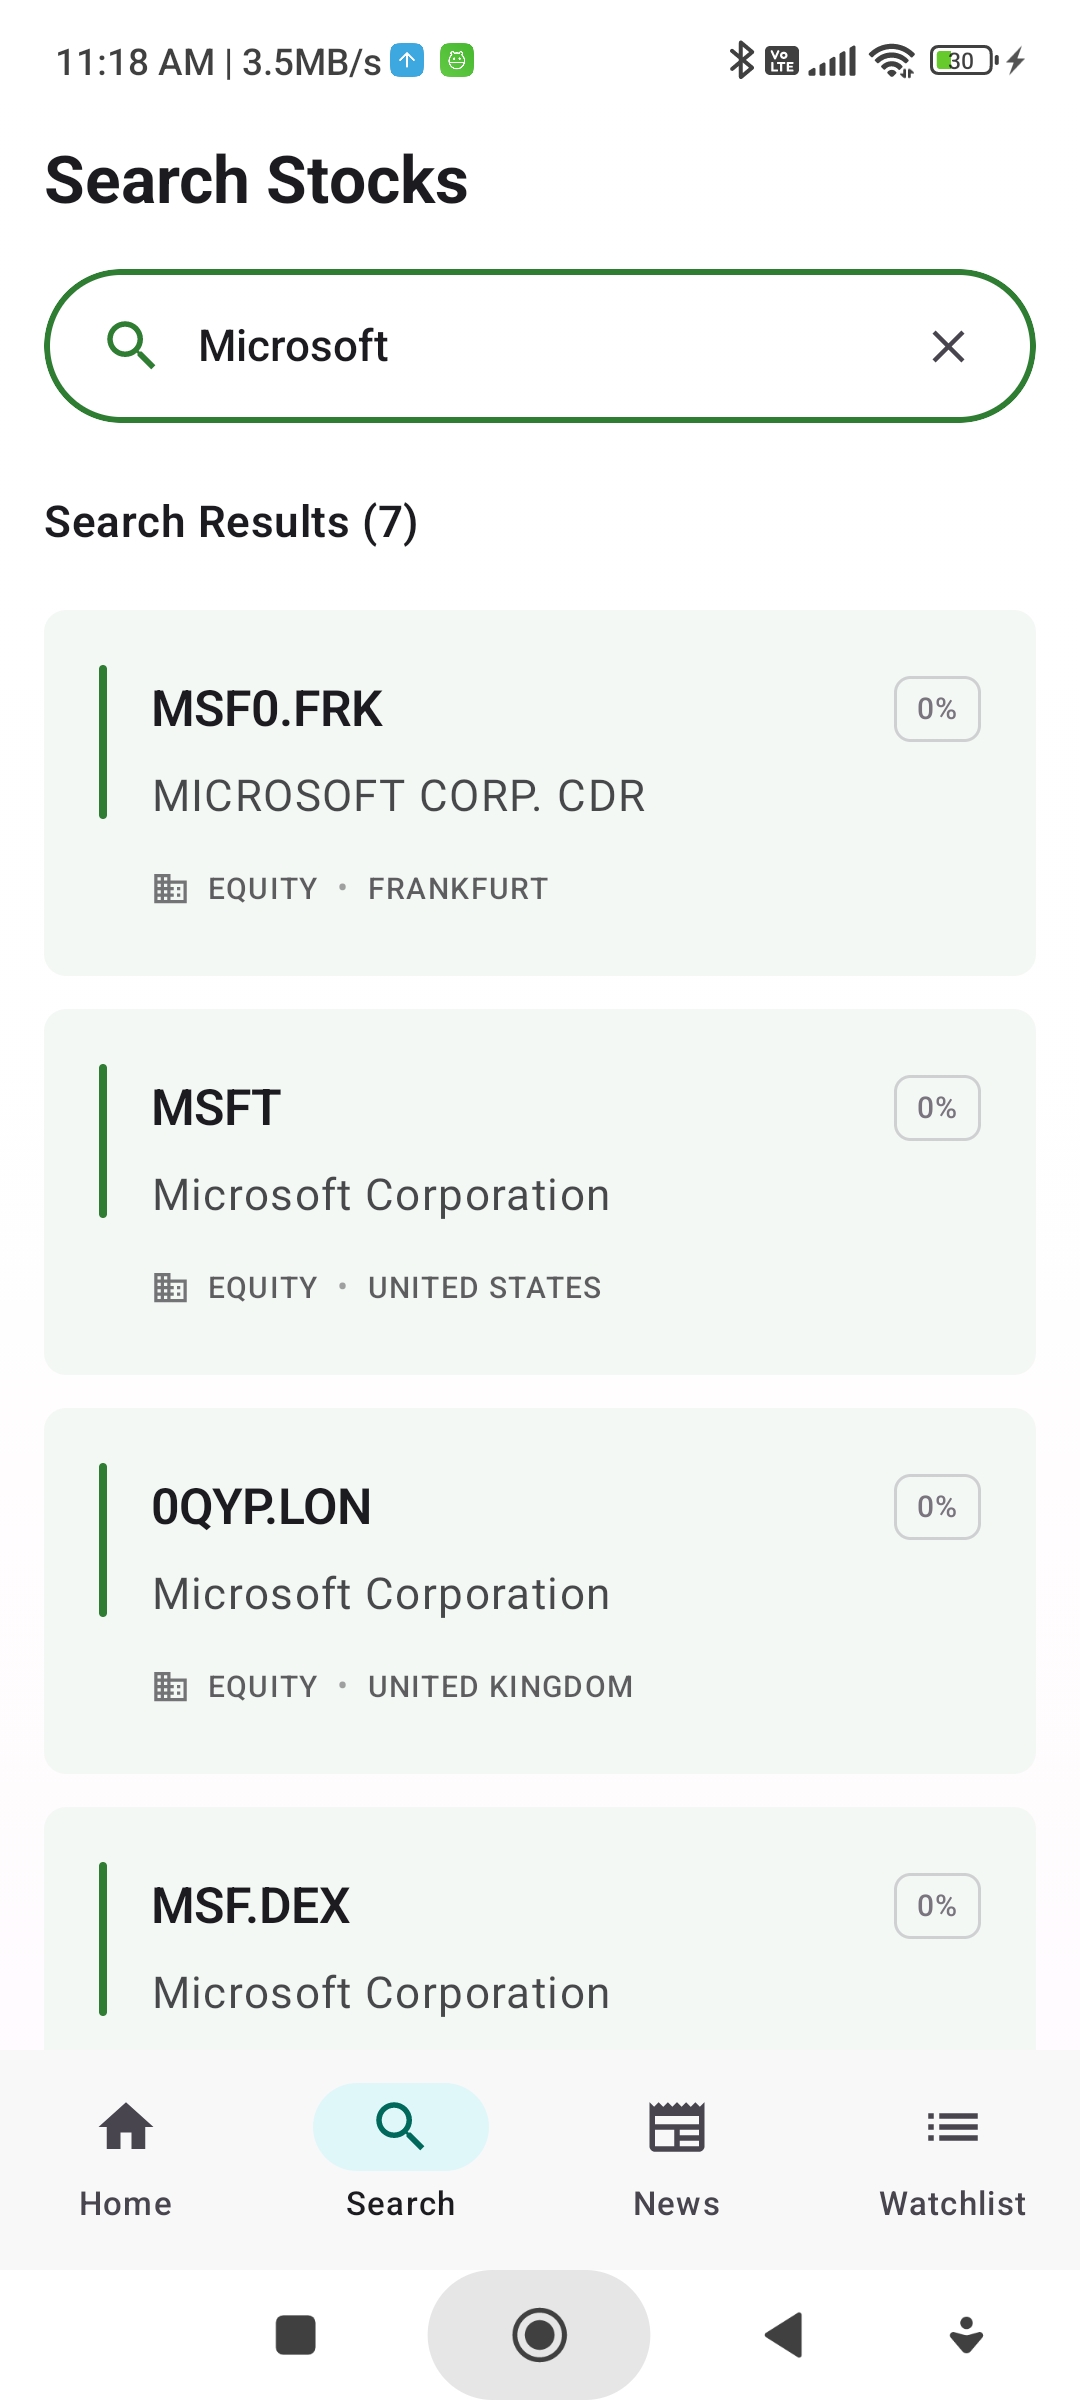 11:18 AM | 3.5MB/s
Vo LTE
30
Search Stocks
Microsoft
Search Results (7)
MSF0.FRK
0%
MICROSOFT CORP. CDR
EQUITY • FRANKFURT
MSFT
0%
Microsoft Corporation
EQUITY • UNITED STATES
0QYP.LON
0%
Microsoft Corporation
EQUITY • UNITED KINGDOM
MSF.DEX
0%
Microsoft Corporation
Home
Search
News
Watchlist